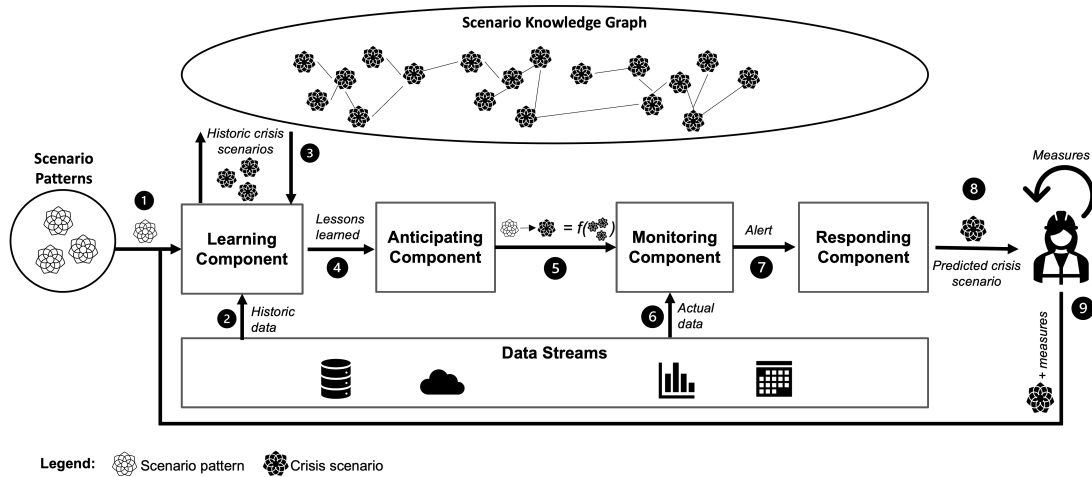 Scenario Knowledge Graph
Historic crisis
scenarios
3
Scenario
Patterns
1
Learning
Component
Lessons
learned
4
Anticipating
Component
= f( )
5
Monitoring
Component
Alert
7
Responding
Component
8
Predicted crisis
scenario
Measures
9
+ measures
2
Historic
data
6
Actual
data
Data Streams
Legend:
Scenario pattern
Crisis scenario